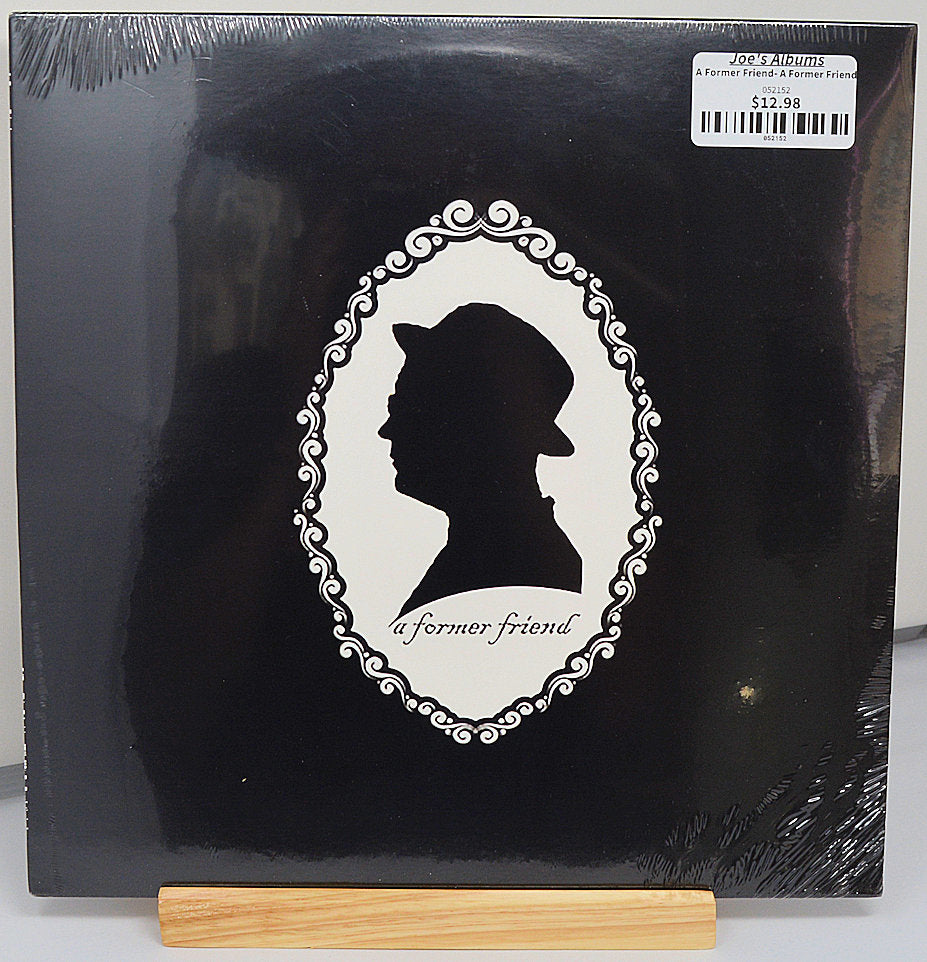 Joe's Albums
A Former Friend- A Former Friend
052152
$12.98
052152
a former friend